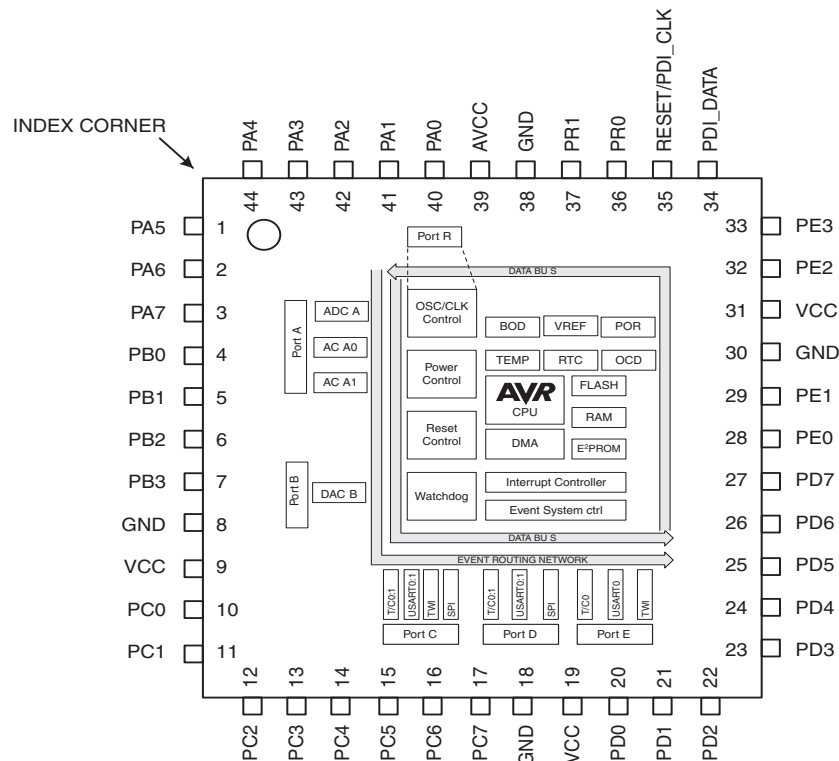 INDEX CORNER
PA4
PA3
PA2
PA1
PA0
AVCC
GND
PR1
PR0
RESET/PDI_CLK
PDI_DATA
44
43
42
41
40
39
38
37
36
35
34
PA5 1
PA6 2
PA7 3
PB0 4
PB1 5
PB2 6
PB3 7
GND 8
VCC 9
PC0 10
PC1 11
33 PE3
32 PE2
31 VCC
30 GND
29 PE1
28 PE0
27 PD7
26 PD6
25 PD5
24 PD4
23 PD3
Port R
DATA BU S
OSC/CLK
Control
BOD
VREF
POR
Port A
ADC A
AC A0
AC A1
Power
Control
TEMP
RTC
OCD
AVR
CPU
FLASH
RAM
Reset
Control
DMA
E²PROM
Port B
DAC B
Watchdog
Interrupt Controller
Event System ctrl
DATA BU S
EVENT ROUTING NETWORK
T/C0:1
USART0:1
TWI
SPI
T/C0:1
USART0:1
SPI
T/C0
USART0
TWI
Port C
Port D
Port E
12
13
14
15
16
17
18
19
20
21
22
PC2
PC3
PC4
PC5
PC6
PC7
GND
VCC
PD0
PD1
PD2